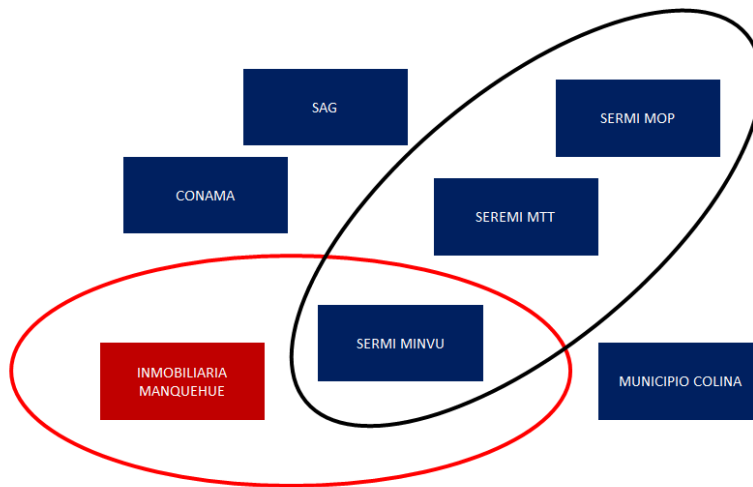 SAG
SERMI MOP
CONAMA
SEREMI MTT
SERMI MINVU
INMOBILIARIA
MANQUEHUE
MUNICIPIO COLINA